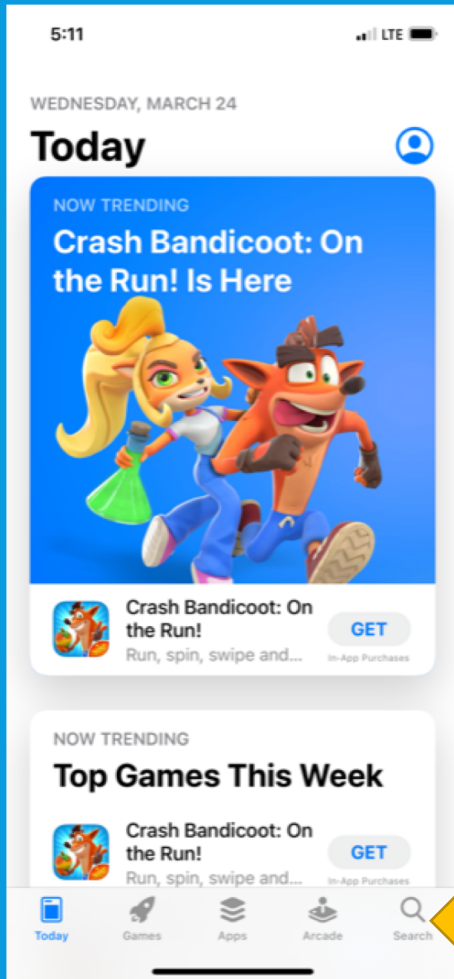 5:11
LTE
WEDNESDAY, MARCH 24
Today
NOW TRENDING
Crash Bandicoot: On
the Run! Is Here
Crash Bandicoot: On
the Run!
Run, spin, swipe and...
GET
In-App Purchases
NOW TRENDING
Top Games This Week
Crash Bandicoot: On
the Run!
Run, spin, swipe and...
GET
In-App Purchases
Today
Games
Apps
Arcade
Search